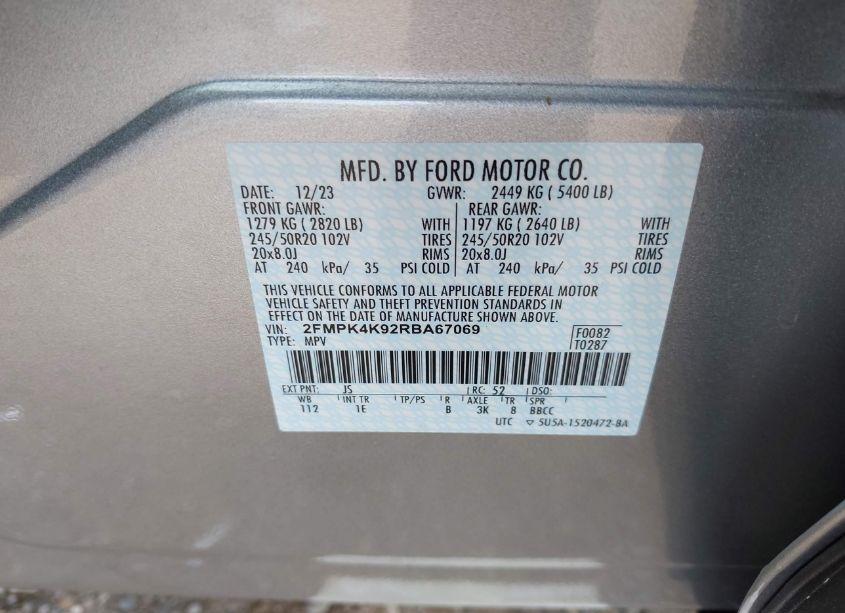 MFD. BY FORD MOTOR CO.
DATE: 12/23 GVWR: 2449 KG ( 5400 LB)
FRONT GAWR: REAR GAWR:
1279 KG ( 2820 LB) WITH 1197 KG ( 2640 LB) WITH
245/50R20 102V TIRES 245/50R20 102V TIRES
20x8.0J RIMS 20x8.0J RIMS
AT 240 kPa/ 35 PSI COLD AT 240 kPa/ 35 PSI COLD
THIS VEHICLE CONFORMS TO ALL APPLICABLE FEDERAL MOTOR
VEHICLE SAFETY AND THEFT PREVENTION STANDARDS IN
EFFECT ON THE DATE OF MANUFACTURE SHOWN ABOVE.
VIN: 2FMPK4K92RBA67069 F0082
TYPE: MPV T0287
EXT PNT: JS RC: 52 DSO:
WB INT TR TP/PS R AXLE TR SPR
112 1E B 3K 8 BBCC
UTC ▽ 5U5A-1520472-BA